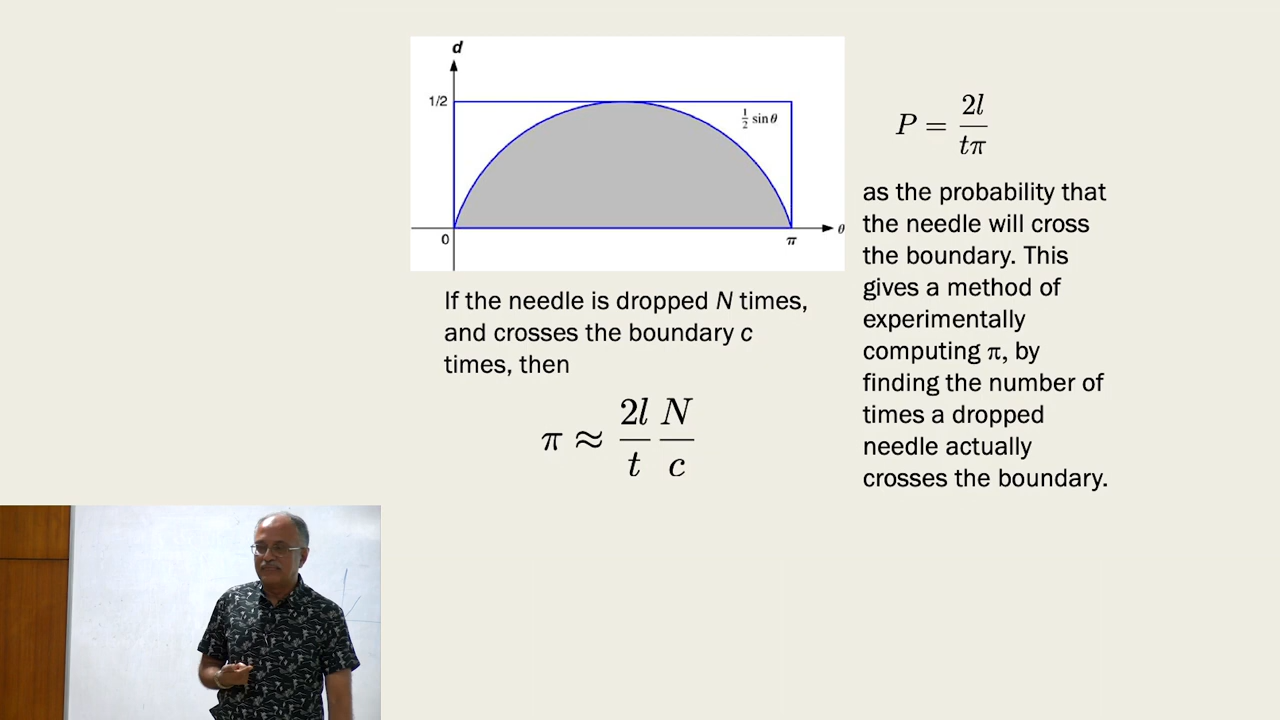 d
1/2
½ sin θ
0
π
θ
If the needle is dropped N times,
and crosses the boundary c
times, then
π ≈ 2l/t N/c
P = 2l/tπ
as the probability that
the needle will cross
the boundary. This
gives a method of
experimentally
computing π, by
finding the number of
times a dropped
needle actually
crosses the boundary.